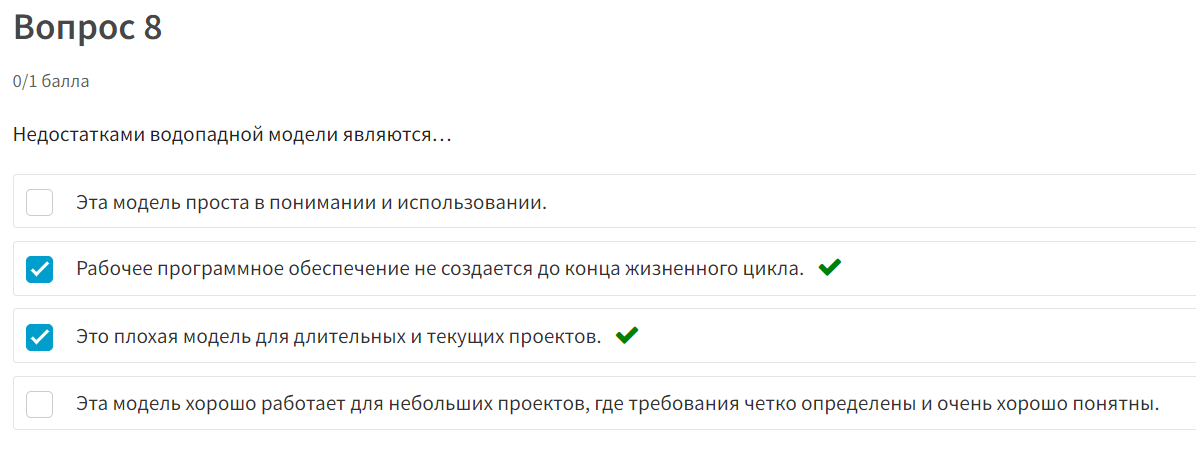 Вопрос 8
0/1 балла
Недостатками водопадной модели являются…
Эта модель проста в понимании и использовании.
Рабочее программное обеспечение не создается до конца жизненного цикла.
Это плохая модель для длительных и текущих проектов.
Эта модель хорошо работает для небольших проектов, где требования четко определены и очень хорошо понятны.